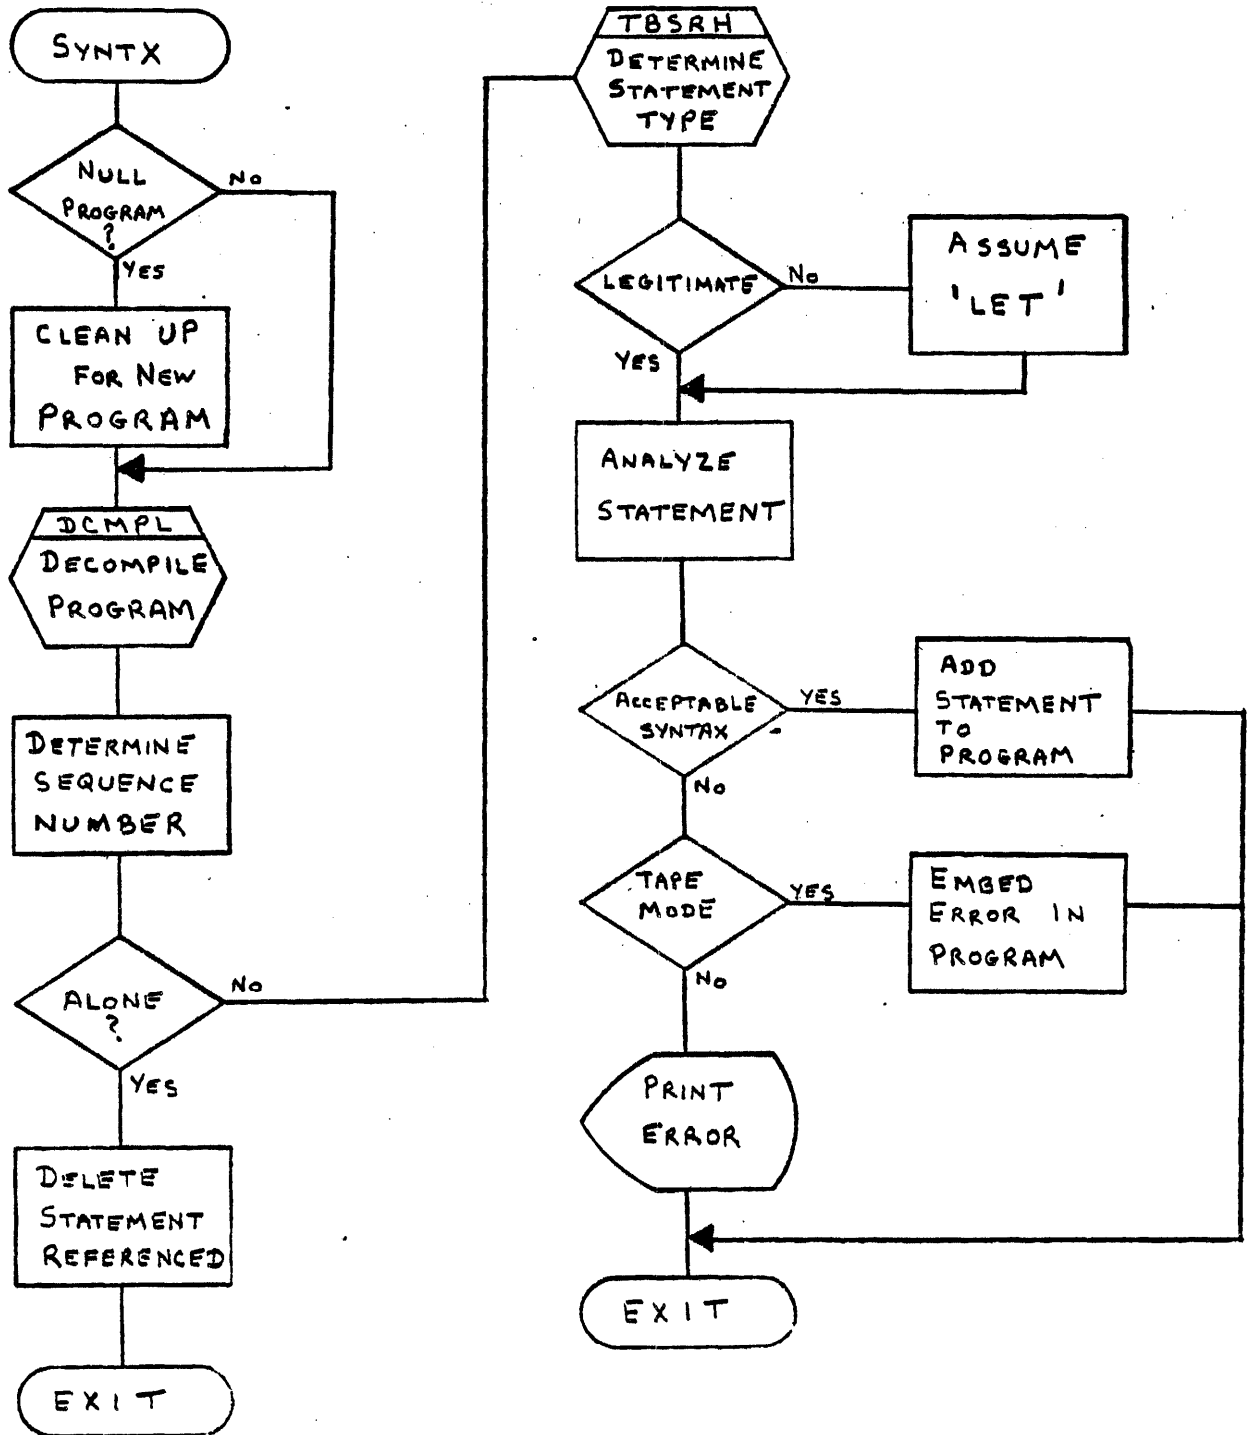 SYNTX
NULL
PROGRAM
?
NO
YES
CLEAN UP
FOR NEW
PROGRAM
DCMPL
DECOMPILE
PROGRAM
DETERMINE
SEQUENCE
NUMBER
ALONE
?
NO
YES
DELETE
STATEMENT
REFERENCED
EXIT
TBSRH
DETERMINE
STATEMENT
TYPE
LEGITIMATE
NO
YES
ASSUME
'LET'
ANALYZE
STATEMENT
ACCEPTABLE
SYNTAX
YES
NO
ADD
STATEMENT
TO
PROGRAM
TAPE
MODE
YES
NO
EMBED
ERROR IN
PROGRAM
PRINT
ERROR
EXIT